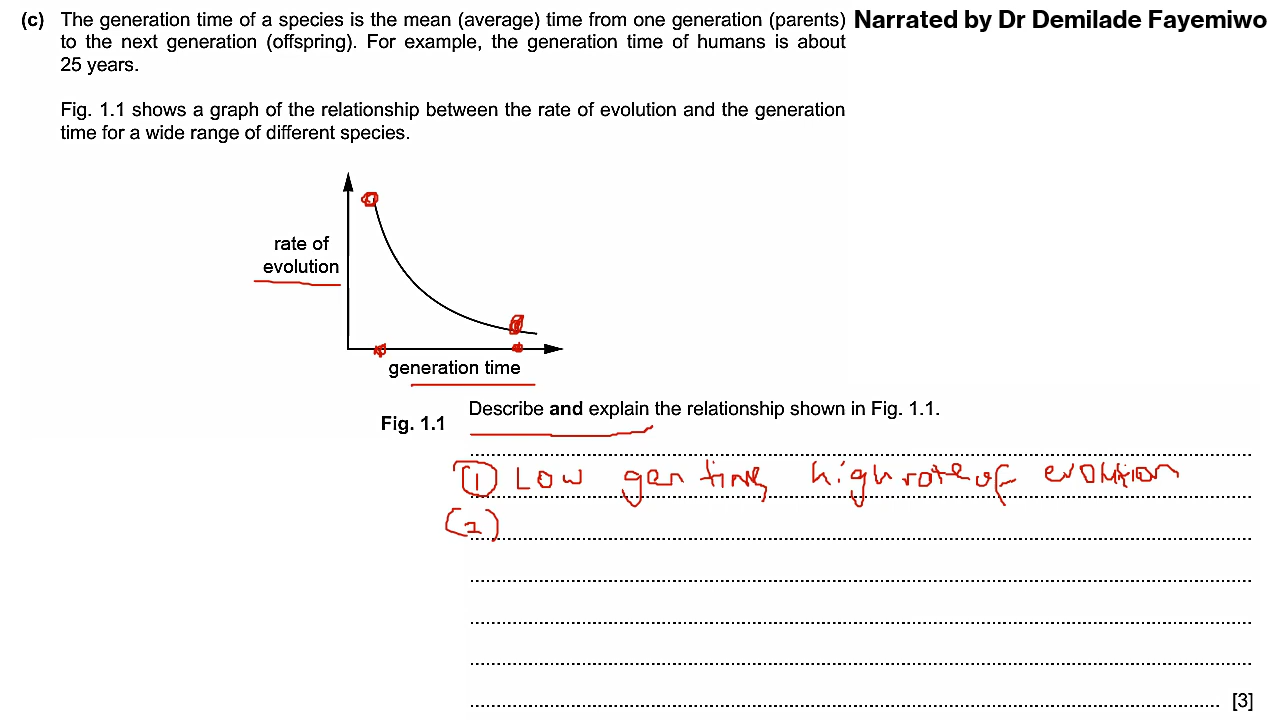 (c) The generation time of a species is the mean (average) time from one generation (parents)
to the next generation (offspring). For example, the generation time of humans is about
25 years.
Narrated by Dr Demilade Fayemiwo
Fig. 1.1 shows a graph of the relationship between the rate of evolution and the generation
time for a wide range of different species.
rate of
evolution
generation time
Fig. 1.1
Describe and explain the relationship shown in Fig. 1.1.
(1) Low gen time, high rate of evolution
(2)
[3]